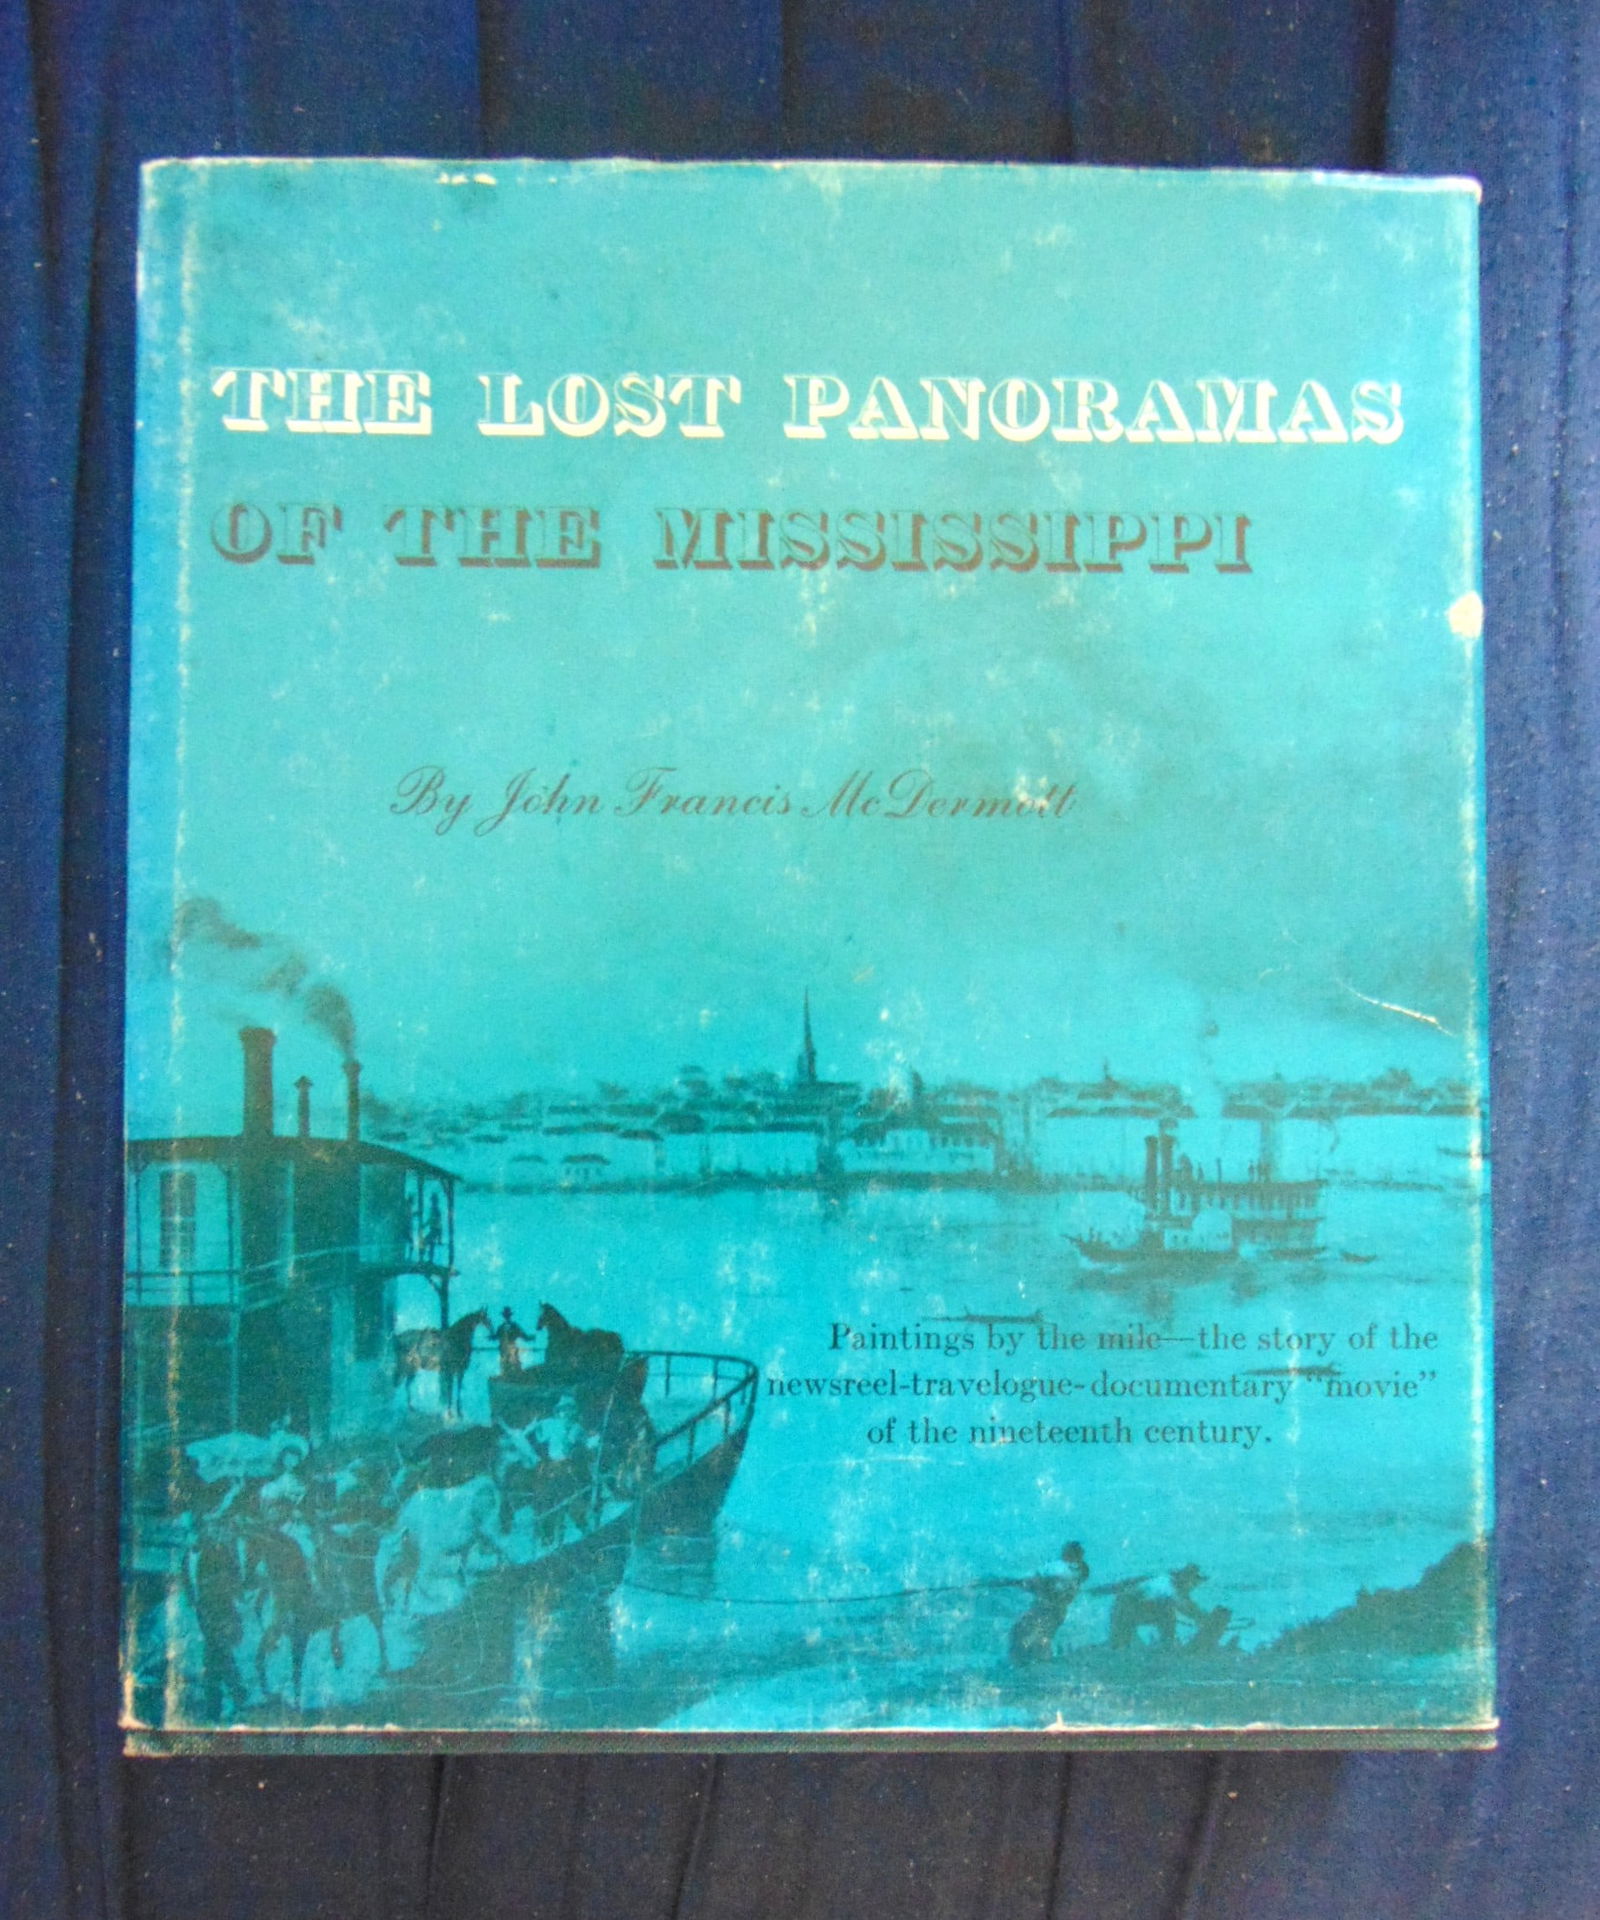 THE LOST PANORAMAS
OF THE MISSISSIPPI
By John Francis McDermott
Paintings by the mile—the story of the
newsreel-travelogue-documentary "movie"
of the nineteenth century.